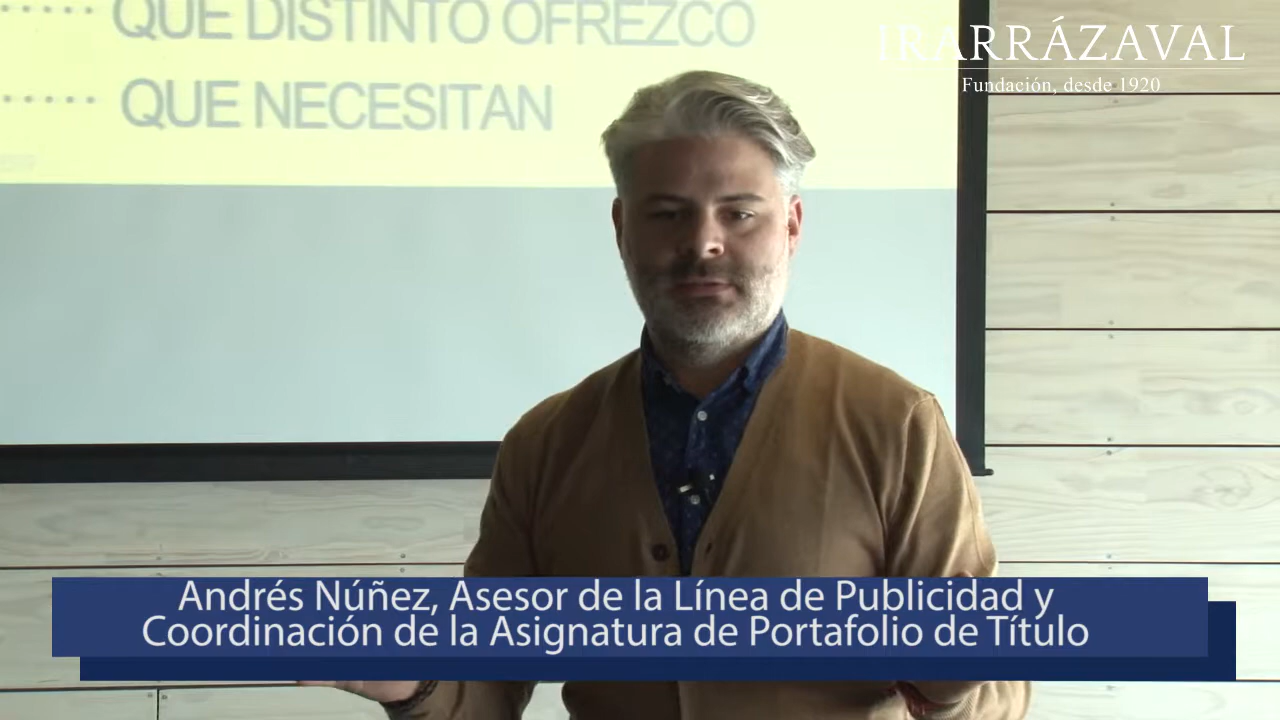 QUE DISTINTO OFREZCO
QUE NECESITAN
IRARRÁZAVAL
Fundación, desde 1920
Andrés Núñez, Asesor de la Línea de Publicidad y
Coordinación de la Asignatura de Portafolio de Título